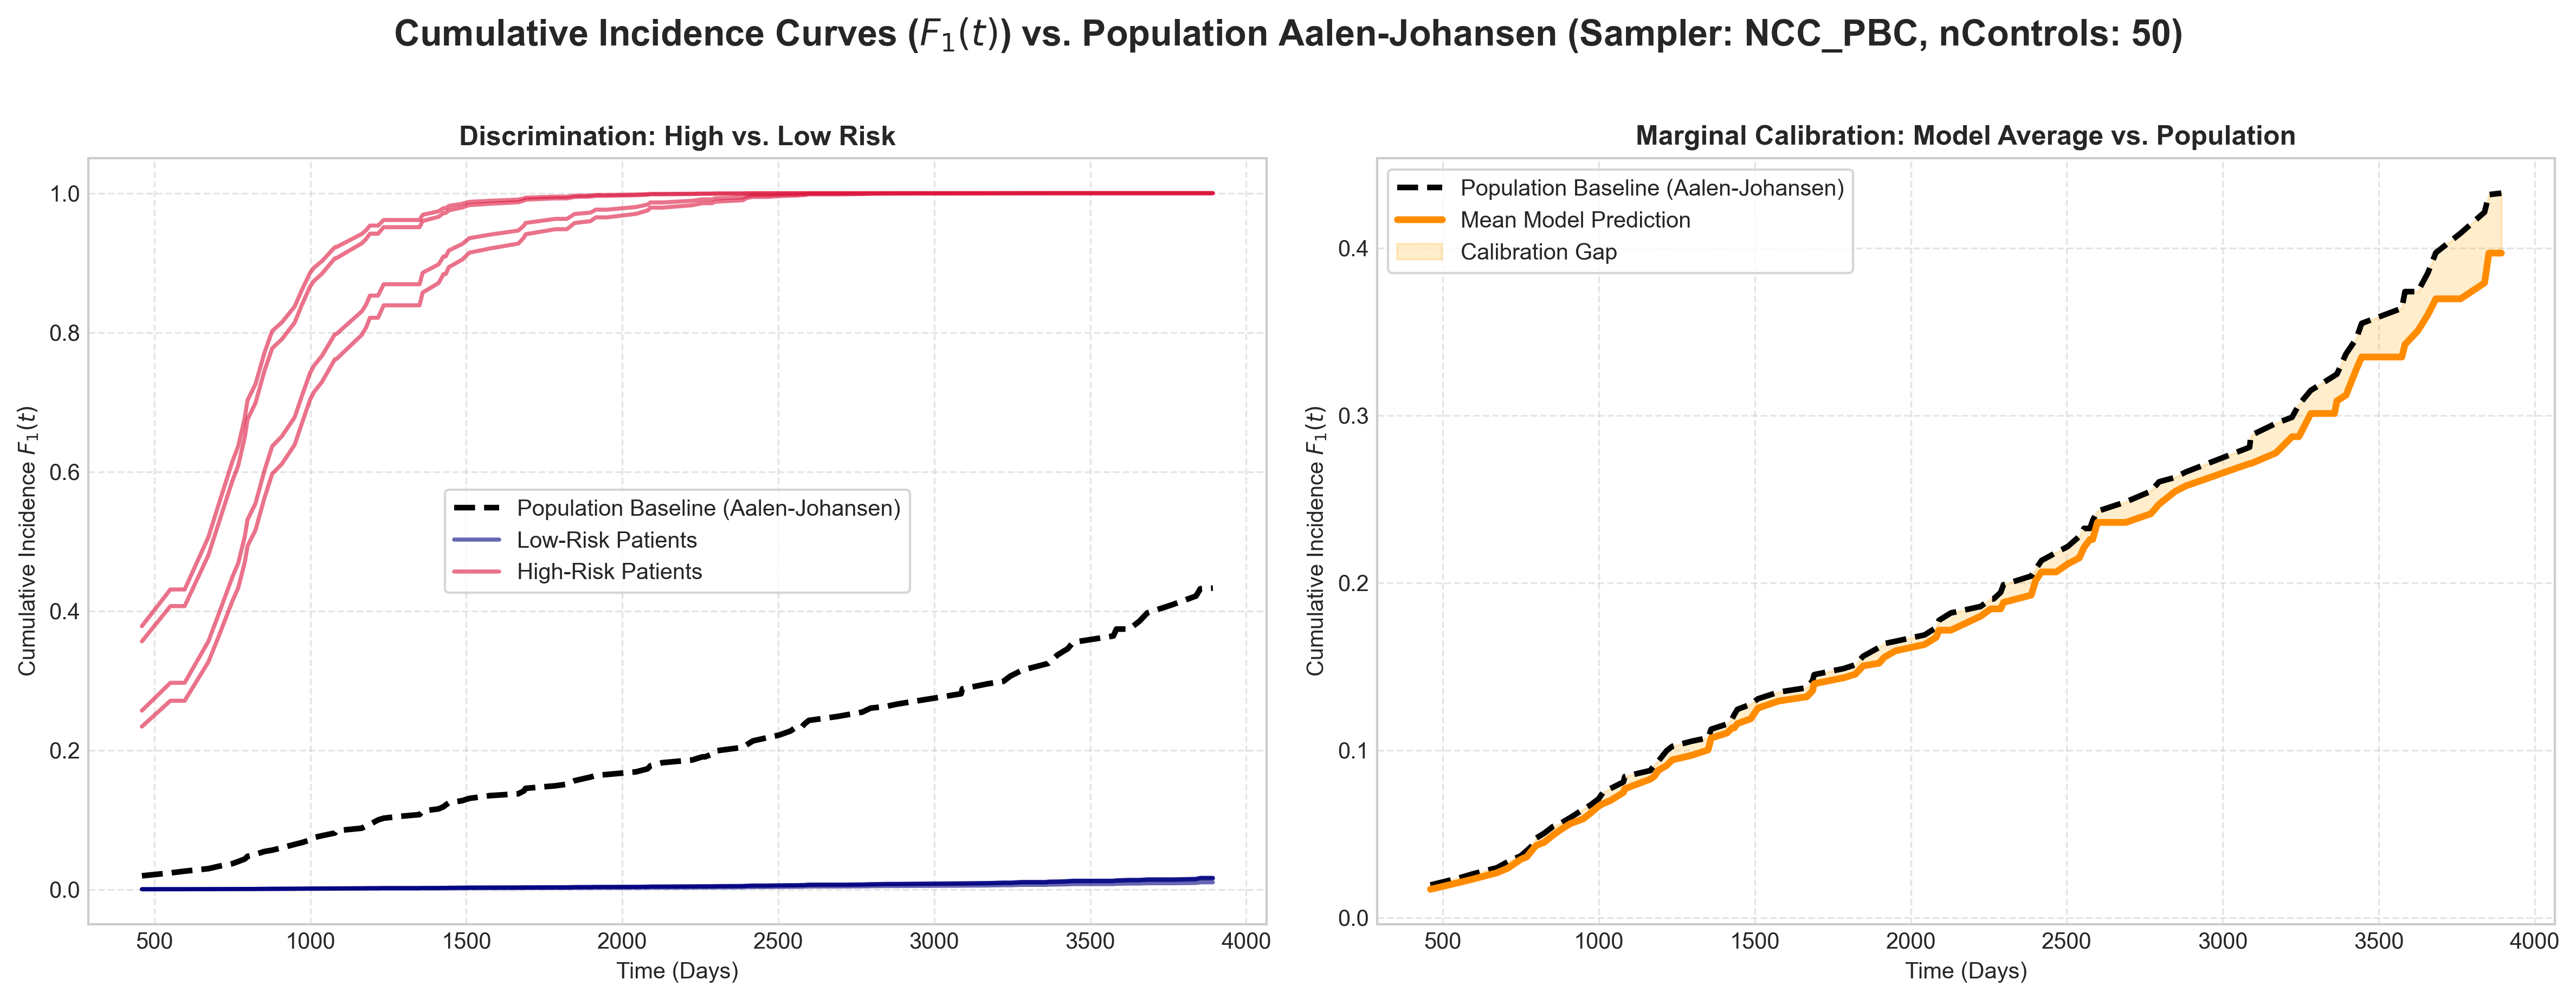 Cumulative Incidence Curves (F₁(t)) vs. Population Aalen-Johansen (Sampler: NCC_PBC, nControls: 50)
Discrimination: High vs. Low Risk
Cumulative Incidence F₁(t)
1.0
0.8
0.6
0.4
0.2
0.0
Population Baseline (Aalen-Johansen)
Low-Risk Patients
High-Risk Patients
500 1000 1500 2000 2500 3000 3500 4000
Time (Days)
Marginal Calibration: Model Average vs. Population
Cumulative Incidence F₁(t)
Population Baseline (Aalen-Johansen)
Mean Model Prediction
Calibration Gap
0.4
0.3
0.2
0.1
0.0
500 1000 1500 2000 2500 3000 3500 4000
Time (Days)